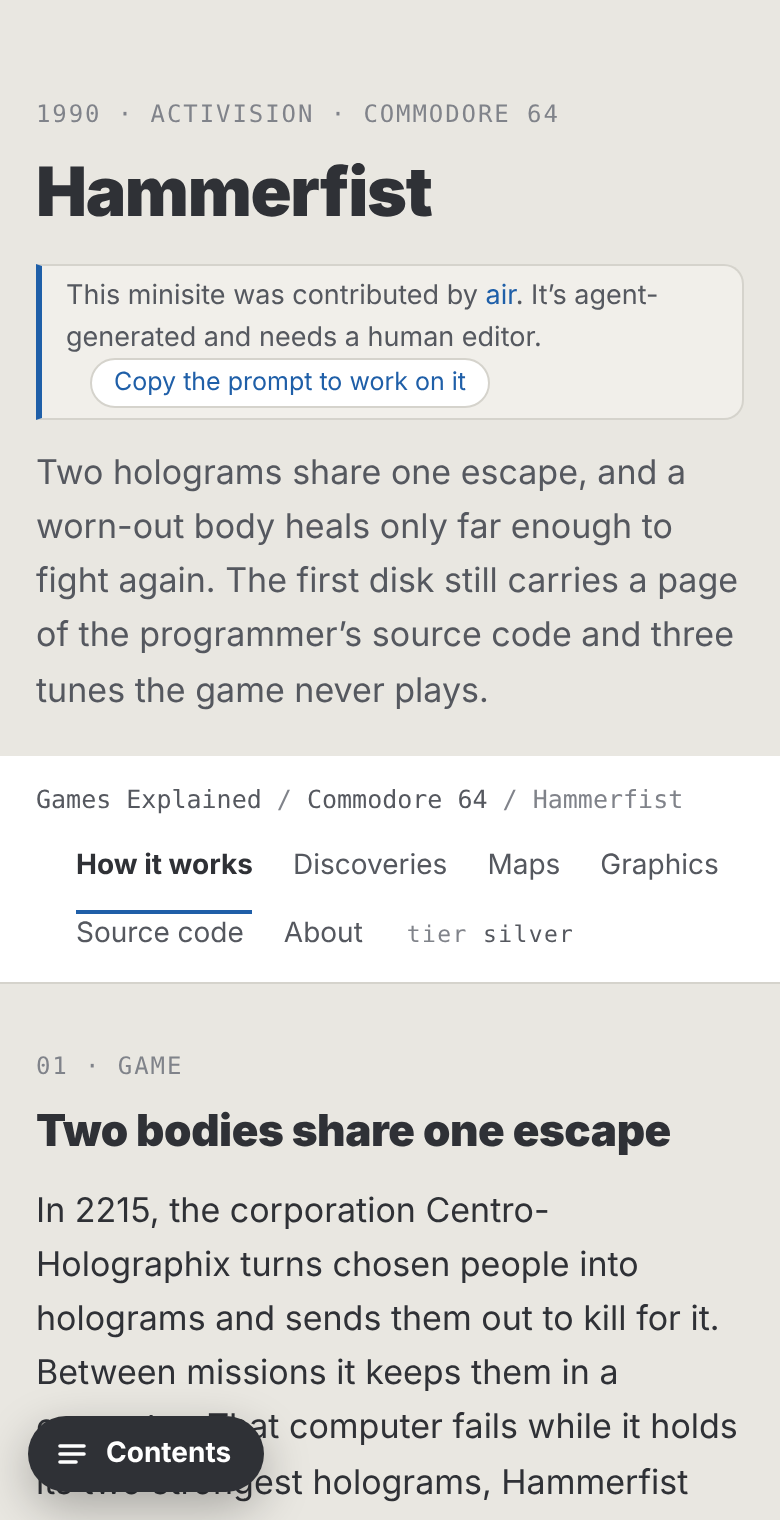 1990 · ACTIVISION · COMMODORE 64
Hammerfist
This minisite was contributed by air. It’s agent-
generated and needs a human editor.
Copy the prompt to work on it
Two holograms share one escape, and a
worn-out body heals only far enough to
fight again. The first disk still carries a page
of the programmer’s source code and three
tunes the game never plays.
Games Explained / Commodore 64 / Hammerfist
How it works Discoveries Maps Graphics
Source code About tier silver
01 · GAME
Two bodies share one escape
In 2215, the corporation Centro-
Holographix turns chosen people into
holograms and sends them out to kill for it.
Between missions it keeps them in a
That computer fails while it holds
Contents
strongest holograms, Hammerfist